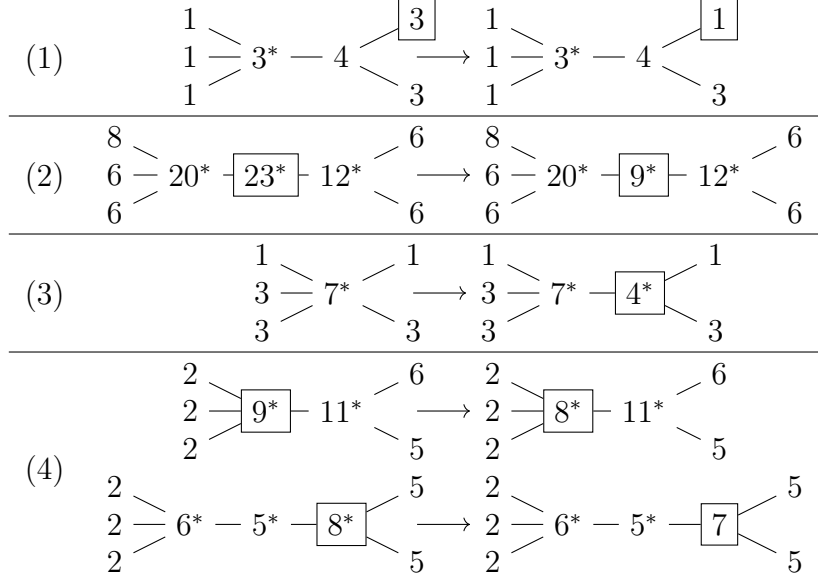 1 3 1 1
(1) 1 3* 4 1 3* 4
1 3 1 3
8 6 8 6
(2) 6 20* 23* 12* 6 20* 9* 12*
6 6 6 6
1 1 1 1
(3) 3 7* 3 7* 4*
3 3 3 3
2 6 2 6
2 9* 11* 2 8* 11*
2 5 2 5
(4)
2 5 2 5
2 6* 5* 8* 2 6* 5* 7
2 5 2 5